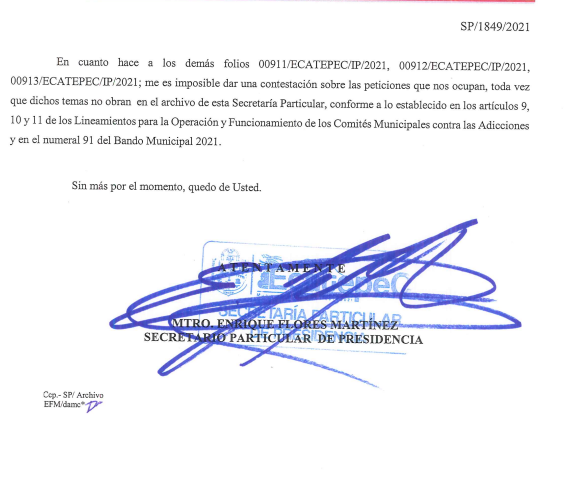 SP/1849/2021
En cuanto hace a los demás folios 00911/ECATEPEC/IP/2021, 00912/ECATEPEC/IP/2021,
00913/ECATEPEC/IP/2021; me es imposible dar una contestación sobre las peticiones que nos ocupan, toda vez
que dichos temas no obran en el archivo de esta Secretaría Particular, conforme a lo establecido en los artículos 9,
10 y 11 de los Lineamientos para la Operación y Funcionamiento de los Comités Municipales contra las Adicciones
y en el numeral 91 del Bando Municipal 2021.
Sin más por el momento, quedo de Usted.
ATENTAMENTE
Ecatepec
SECRETARÍA PARTICULAR
DE PRESIDENCIA
MTRO. ENRIQUE FLORES MARTÍNEZ
SECRETARIO PARTICULAR DE PRESIDENCIA
Ccp.- SP/ Archivo
EFM/damc*